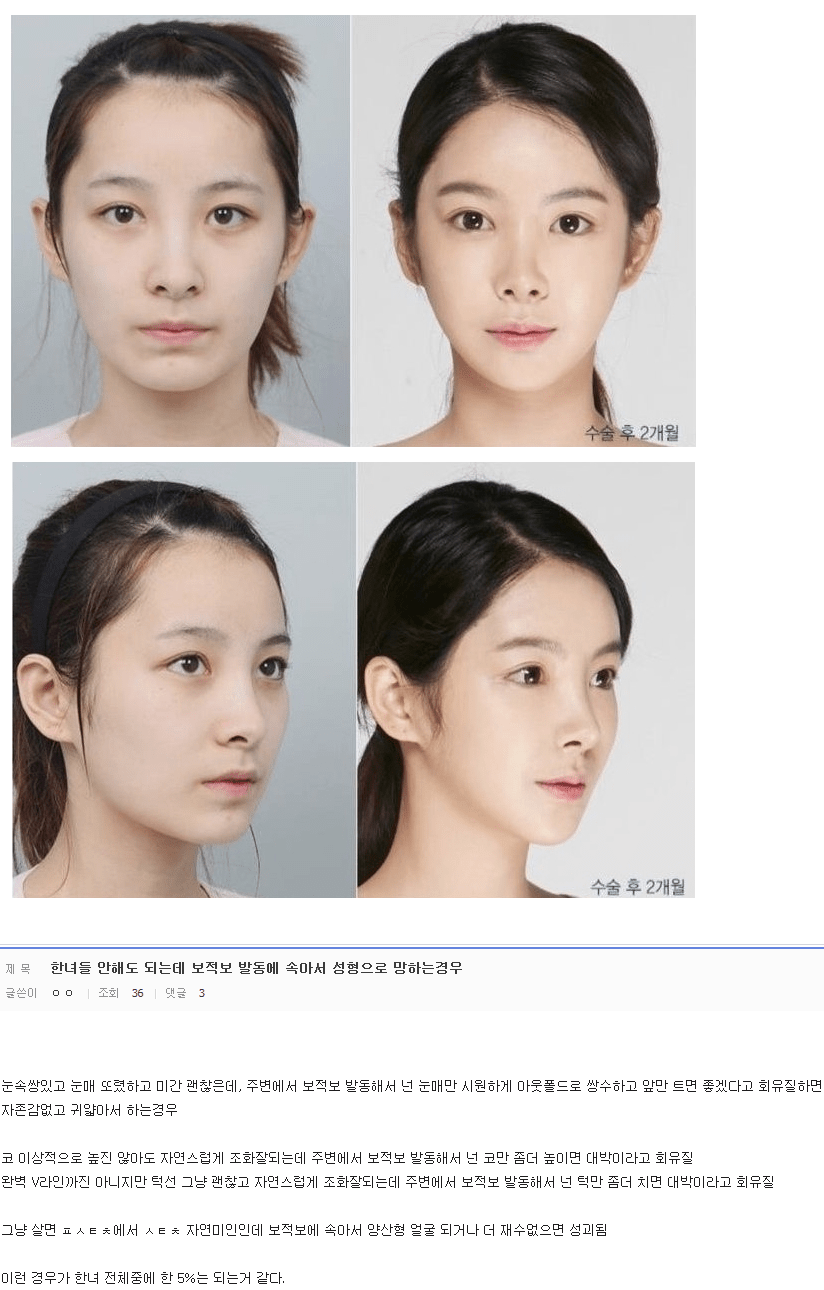 수술 후 2개월
수술 후 2개월
제 목 한녀들 안해도 되는데 보적보 발동에 속아서 성형으로 망하는경우
글쓴이 ㅇㅇ | 조회 36 | 댓글 3
눈속쌍있고 눈매 또렸하고 미간 괜찮은데, 주변에서 보적보 발동해서 넌 눈매만 시원하게 아웃폴드로 쌍수하고 앞만 트면 좋겠다고 회유질하면
자존감없고 귀얇아서 하는경우
코 이상적으로 높진 않아도 자연스럽게 조화잘되는데 주변에서 보적보 발동해서 넌 코만 좀더 높이면 대박이라고 회유질
완벽 V라인까진 아니지만 턱선 그냥 괜찮고 자연스럽게 조화잘되는데 주변에서 보적보 발동해서 넌 턱만 좀더 치면 대박이라고 회유질
그냥 살면 ㅍㅅㅌㅊ에서 ㅅㅌㅊ 자연미인인데 보적보에 속아서 양산형 얼굴 되거나 더 재수없으면 성괴됨
이런 경우가 한녀 전체중에 한 5%는 되는거 같다.